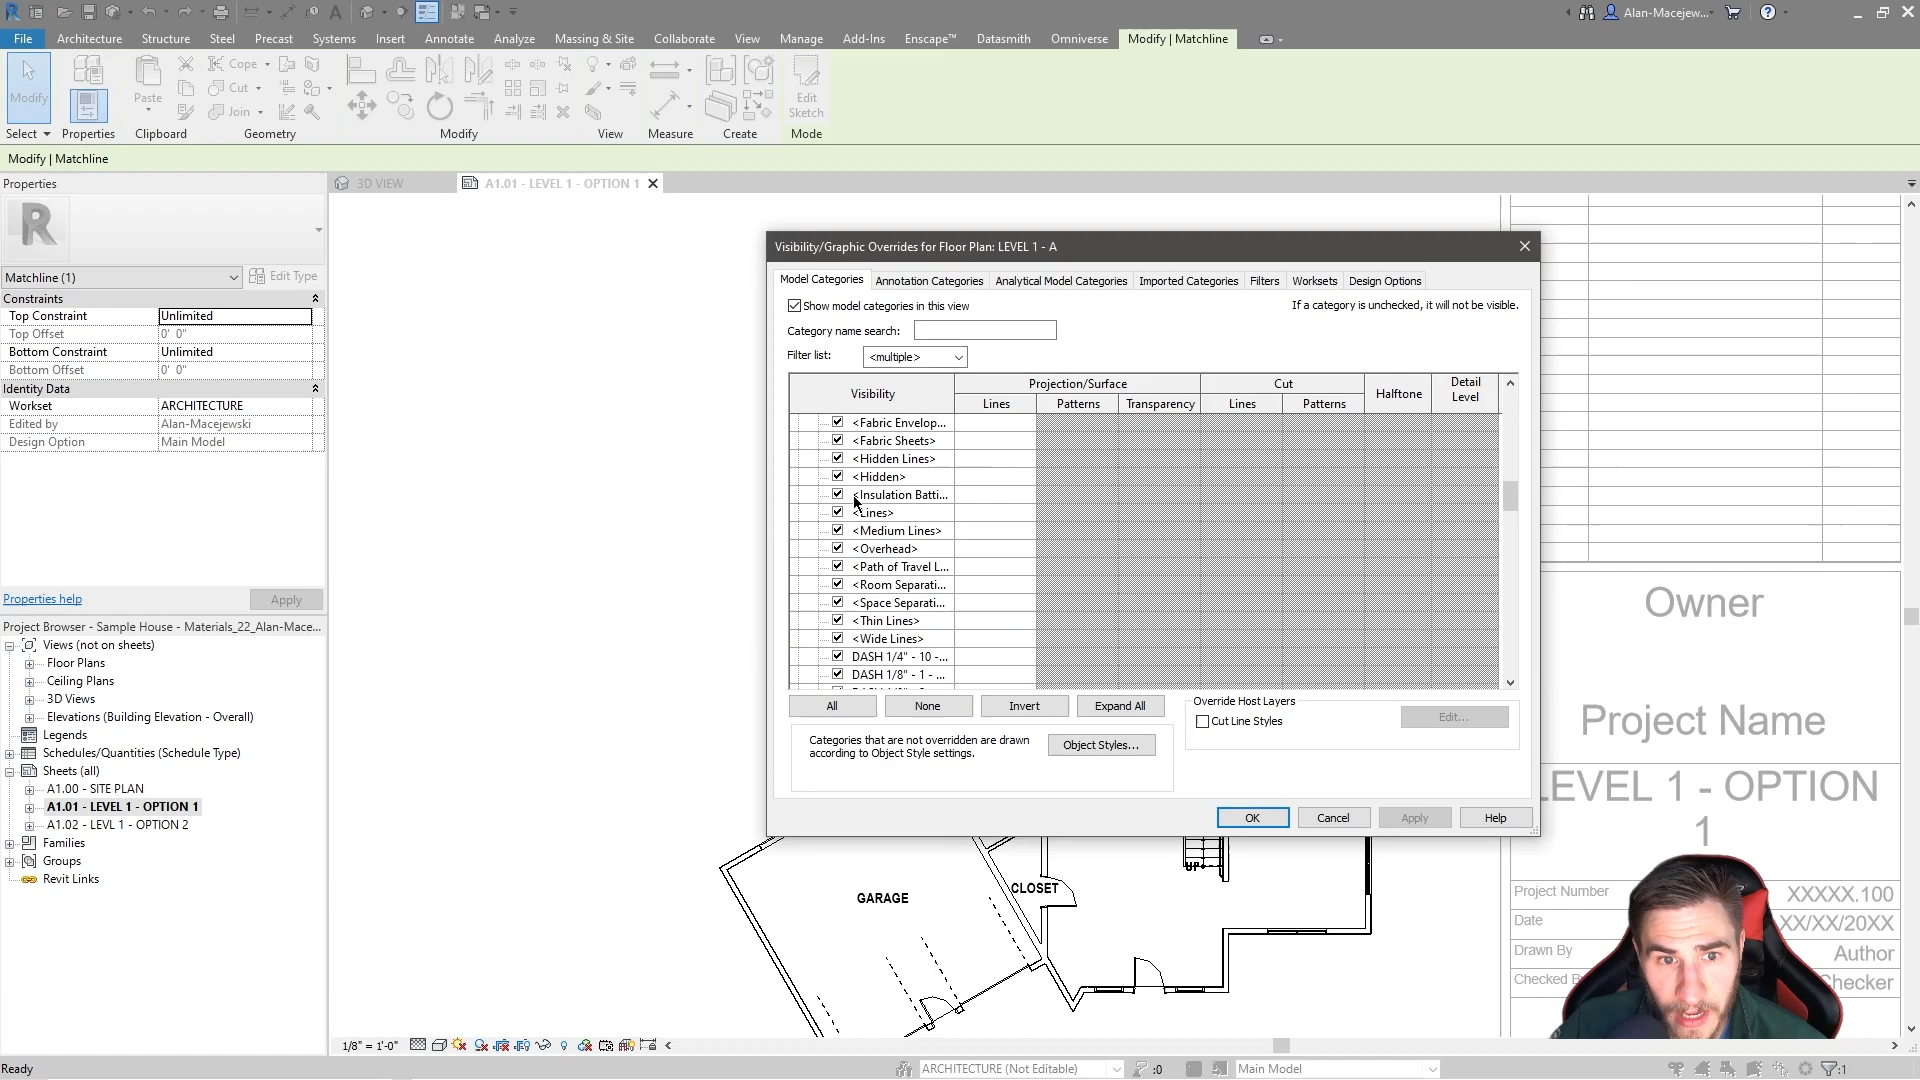 Alan-Macejew...
File Architecture Structure Steel Precast Systems Insert Annotate Analyze Massing & Site Collaborate View Manage Add-Ins Enscape™ Datasmith Omniverse Modify | Matchline
Modify
Paste
Cope
Cut
Join
Edit
Sketch
Select Properties Clipboard Geometry Modify View Measure Create Mode
Modify | Matchline
Properties
3D VIEW
A1.01 - LEVEL 1 - OPTION 1
Matchline (1)
Edit Type
Constraints
Top Constraint Unlimited
Top Offset 0' 0"
Bottom Constraint Unlimited
Bottom Offset 0' 0"
Identity Data
Workset ARCHITECTURE
Edited by Alan-Macejewski
Design Option Main Model
Properties help
Apply
Project Browser - Sample House - Materials_22_Alan-Mace...
Views (not on sheets)
Floor Plans
Ceiling Plans
3D Views
Elevations (Building Elevation - Overall)
Legends
Schedules/Quantities (Schedule Type)
Sheets (all)
A1.00 - SITE PLAN
A1.01 - LEVEL 1 - OPTION 1
A1.02 - LEVL 1 - OPTION 2
Families
Groups
Revit Links
Visibility/Graphic Overrides for Floor Plan: LEVEL 1 - A
Model Categories Annotation Categories Analytical Model Categories Imported Categories Filters Worksets Design Options
Show model categories in this view
If a category is unchecked, it will not be visible.
Category name search:
Filter list: <multiple>
Visibility
Projection/Surface
Cut
Halftone
Detail
Level
Lines Patterns Transparency Lines Patterns
<Fabric Envelop...
<Fabric Sheets>
<Hidden Lines>
<Hidden>
<Insulation Batti...
<Lines>
<Medium Lines>
<Overhead>
<Path of Travel L...
<Room Separati...
<Space Separati...
<Thin Lines>
<Wide Lines>
DASH 1/4" - 10 -...
DASH 1/8" - 1 - ...
All None Invert Expand All
Override Host Layers
Cut Line Styles
Edit...
Categories that are not overridden are drawn
according to Object Style settings.
Object Styles...
OK Cancel Apply Help
GARAGE
CLOSET
UP
Owner
Project Name
LEVEL 1 - OPTION
1
Project Number XXXXX.100
Date XX/XX/20XX
Drawn By Author
Checked B Checker
1/8" = 1'-0"
Ready
ARCHITECTURE (Not Editable)
:0
Main Model
:1